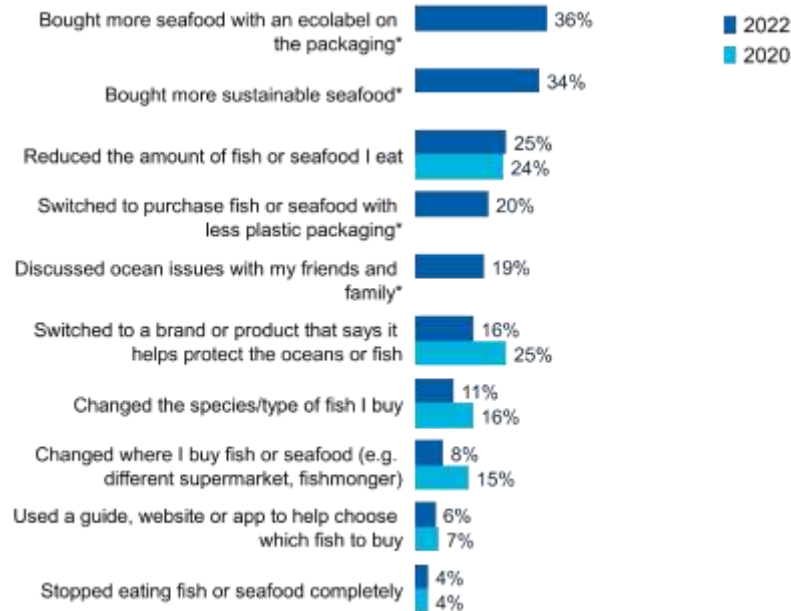 Bought more seafood with an ecolabel on
the packaging*
36%
2022
2020
Bought more sustainable seafood*
34%
Reduced the amount of fish or seafood I eat
25%
24%
Switched to purchase fish or seafood with
less plastic packaging*
20%
Discussed ocean issues with my friends and
family*
19%
Switched to a brand or product that says it
helps protect the oceans or fish
16%
25%
Changed the species/type of fish I buy
11%
16%
Changed where I buy fish or seafood (e.g.
different supermarket, fishmonger)
8%
15%
Used a guide, website or app to help choose
which fish to buy
6%
7%
Stopped eating fish or seafood completely
4%
4%